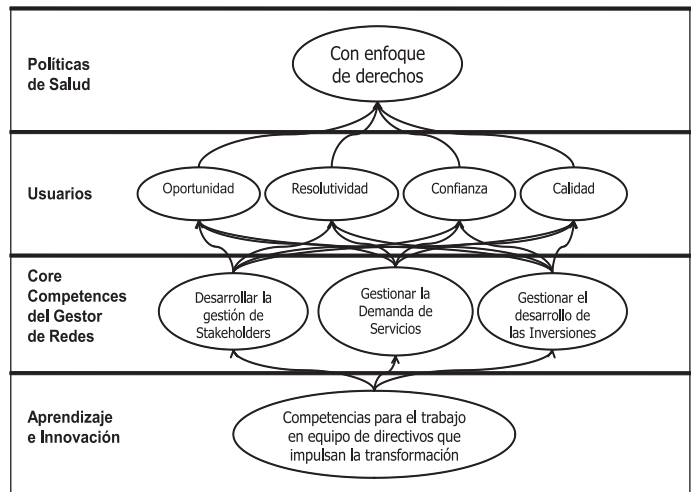 Políticas
de Salud
Con enfoque
de derechos
Usuarios
Oportunidad
Resolutividad
Confianza
Calidad
Core
Competences
del Gestor
de Redes
Desarrollar la
gestión de
Stakeholders
Gestionar la
Demanda de
Servicios
Gestionar el
desarrollo de
las Inversiones
Aprendizaje
e Innovación
Competencias para el trabajo
en equipo de directivos que
impulsan la transformación